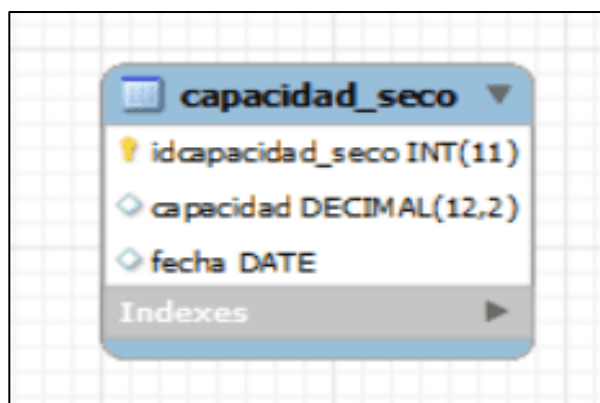 capacidad_seco
idcapacidad_seco INT(11)
capacidad DECIMAL(12,2)
fecha DATE
Indexes